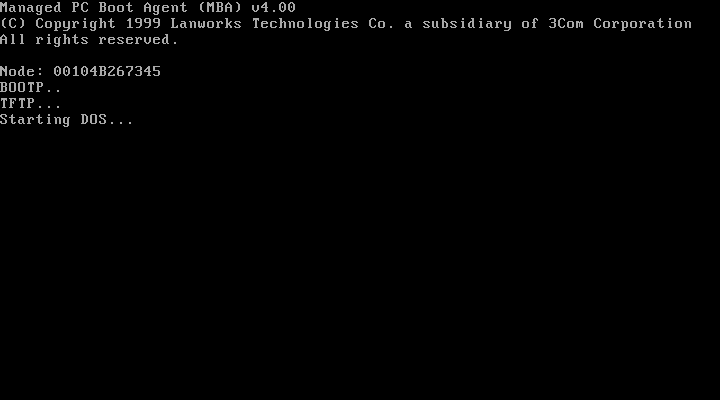 Managed PC Boot Agent (MBA) v4.00
(C) Copyright 1999 Lanworks Technologies Co. a subsidiary of 3Com Corporation
All rights reserved.
Node: 00104B267345
BOOTP..
TFTP...
Starting DOS...